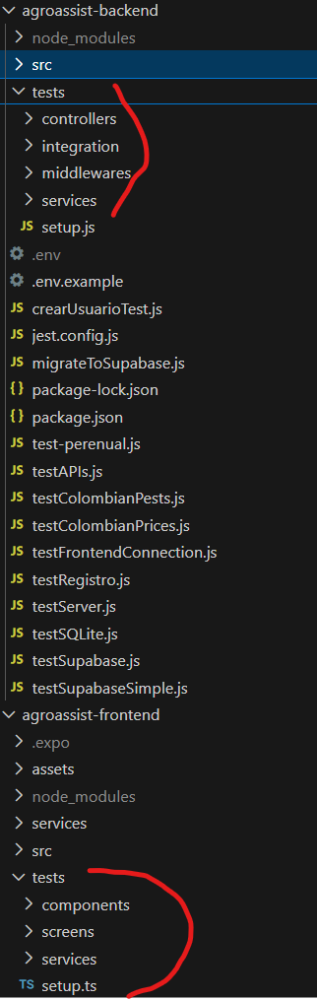 agroassist-backend
node_modules
src
tests
controllers
integration
middlewares
services
JS setup.js
.env
.env.example
JS crearUsuarioTest.js
JS jest.config.js
JS migrateToSupabase.js
{} package-lock.json
{} package.json
JS test-perenual.js
JS testAPIs.js
JS testColombianPests.js
JS testColombianPrices.js
JS testFrontendConnection.js
JS testRegistro.js
JS testServer.js
JS testSQLite.js
JS testSupabase.js
JS testSupabaseSimple.js
agroassist-frontend
.expo
assets
node_modules
services
src
tests
components
screens
services
TS setup.ts